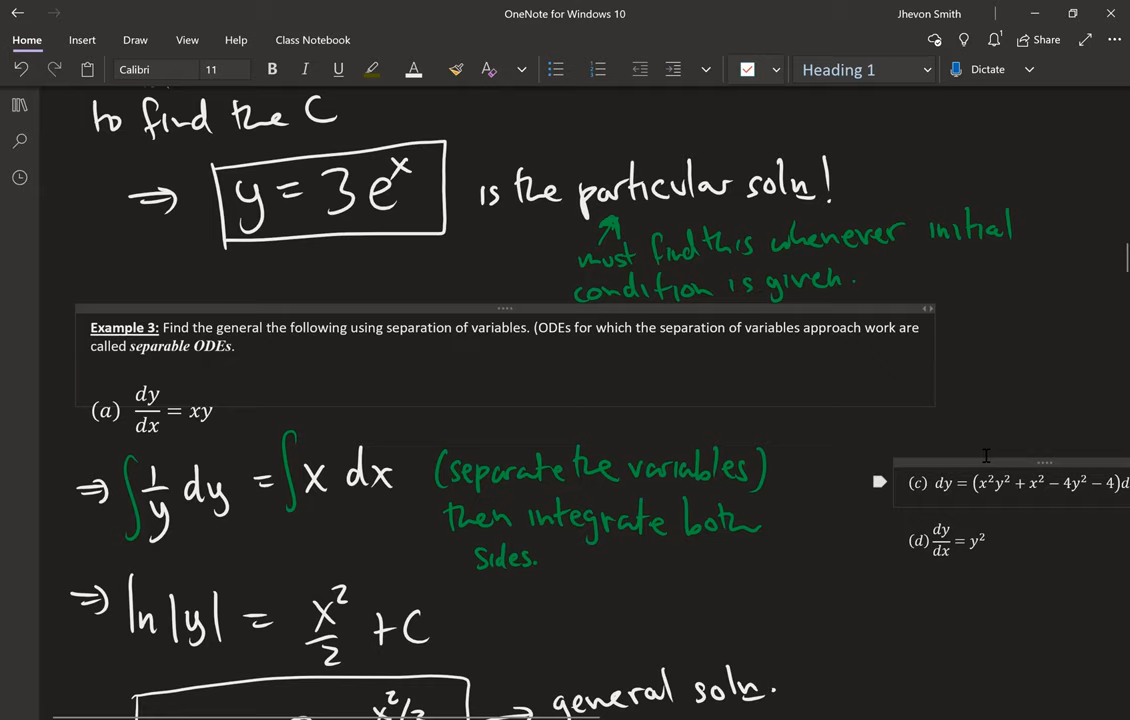 OneNote for Windows 10
Jhevon Smith
Home Insert Draw View Help Class Notebook
Share
Calibri 11 B I U A Heading 1 Dictate
to find the C
⇒ y = 3e^x is the particular soln!
must find this whenever initial
condition is given.
Example 3: Find the general the following using separation of variables. (ODEs for which the separation of variables approach work are
called separable ODEs.
(a) dy/dx = xy
⇒ ∫ 1/y dy = ∫ x dx
(separate the variables)
then integrate both
sides.
⇒ ln|y| = x²/2 + C
→ general soln.
(c) dy = (x²y² + x² − 4y² − 4)d
(d) dy/dx = y²